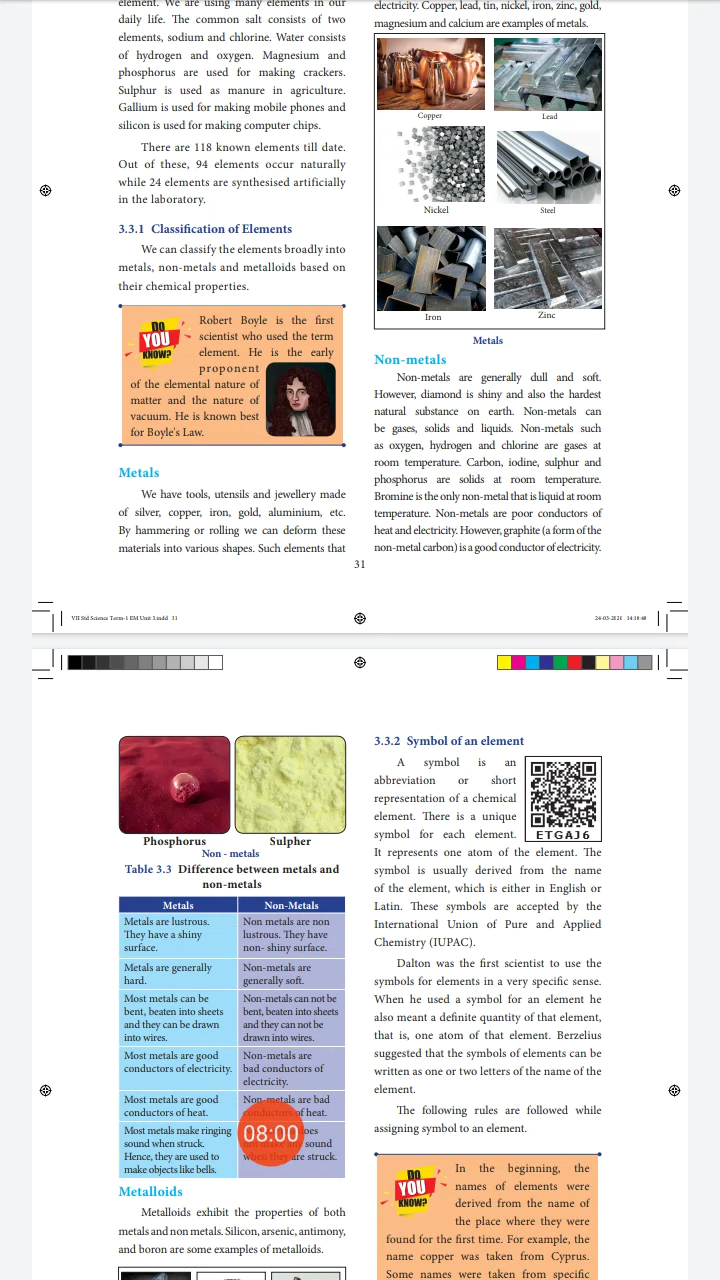 element. We are using many elements in our
daily life. The common salt consists of two
elements, sodium and chlorine. Water consists
of hydrogen and oxygen. Magnesium and
phosphorus are used for making crackers.
Sulphur is used as manure in agriculture.
Gallium is used for making mobile phones and
silicon is used for making computer chips.
There are 118 known elements till date.
Out of these, 94 elements occur naturally
while 24 elements are synthesised artificially
in the laboratory.
3.3.1 Classification of Elements
We can classify the elements broadly into
metals, non-metals and metalloids based on
their chemical properties.
DO
YOU
KNOW?
Robert Boyle is the first
scientist who used the term
element. He is the early
proponent
of the elemental nature of
matter and the nature of
vacuum. He is known best
for Boyle's Law.
Metals
We have tools, utensils and jewellery made
of silver, copper, iron, gold, aluminium, etc.
By hammering or rolling we can deform these
materials into various shapes. Such elements that
electricity. Copper, lead, tin, nickel, iron, zinc, gold,
magnesium and calcium are examples of metals.
Copper
Lead
Nickel
Steel
Iron
Zinc
Metals
Non-metals
Non-metals are generally dull and soft.
However, diamond is shiny and also the hardest
natural substance on earth. Non-metals can
be gases, solids and liquids. Non-metals such
as oxygen, hydrogen and chlorine are gases at
room temperature. Carbon, iodine, sulphur and
phosphorus are solids at room temperature.
Bromine is the only non-metal that is liquid at room
temperature. Non-metals are poor conductors of
heat and electricity. However, graphite (a form of the
non-metal carbon) is a good conductor of electricity.
31
VII Std Science Term-1 EM Unit 3.indd 31
24-03-2021 14:18:48
Phosphorus
Sulpher
Non - metals
Table 3.3 Difference between metals and
non-metals
Metals
Non-Metals
Metals are lustrous.
They have a shiny
surface.
Non metals are non
lustrous. They have
non- shiny surface.
Metals are generally
hard.
Non-metals are
generally soft.
Most metals can be
bent, beaten into sheets
and they can be drawn
into wires.
Non-metals can not be
bent, beaten into sheets
and they can not be
drawn into wires.
Most metals are good
conductors of electricity.
Non-metals are
bad conductors of
electricity.
Most metals are good
conductors of heat.
Non-metals are bad
conductors of heat.
Most metals make ringing
sound when struck.
Hence, they are used to
make objects like bells.
sound
when they are struck.
08:00
Metalloids
Metalloids exhibit the properties of both
metals and non metals. Silicon, arsenic, antimony,
and boron are some examples of metalloids.
3.3.2 Symbol of an element
A symbol is an
abbreviation or short
representation of a chemical
element. There is a unique
symbol for each element.
ETGAJ6
It represents one atom of the element. The
symbol is usually derived from the name
of the element, which is either in English or
Latin. These symbols are accepted by the
International Union of Pure and Applied
Chemistry (IUPAC).
Dalton was the first scientist to use the
symbols for elements in a very specific sense.
When he used a symbol for an element he
also meant a definite quantity of that element,
that is, one atom of that element. Berzelius
suggested that the symbols of elements can be
written as one or two letters of the name of the
element.
The following rules are followed while
assigning symbol to an element.
DO
YOU
KNOW?
In the beginning, the
names of elements were
derived from the name of
the place where they were
found for the first time. For example, the
name copper was taken from Cyprus.
Some names were taken from specific